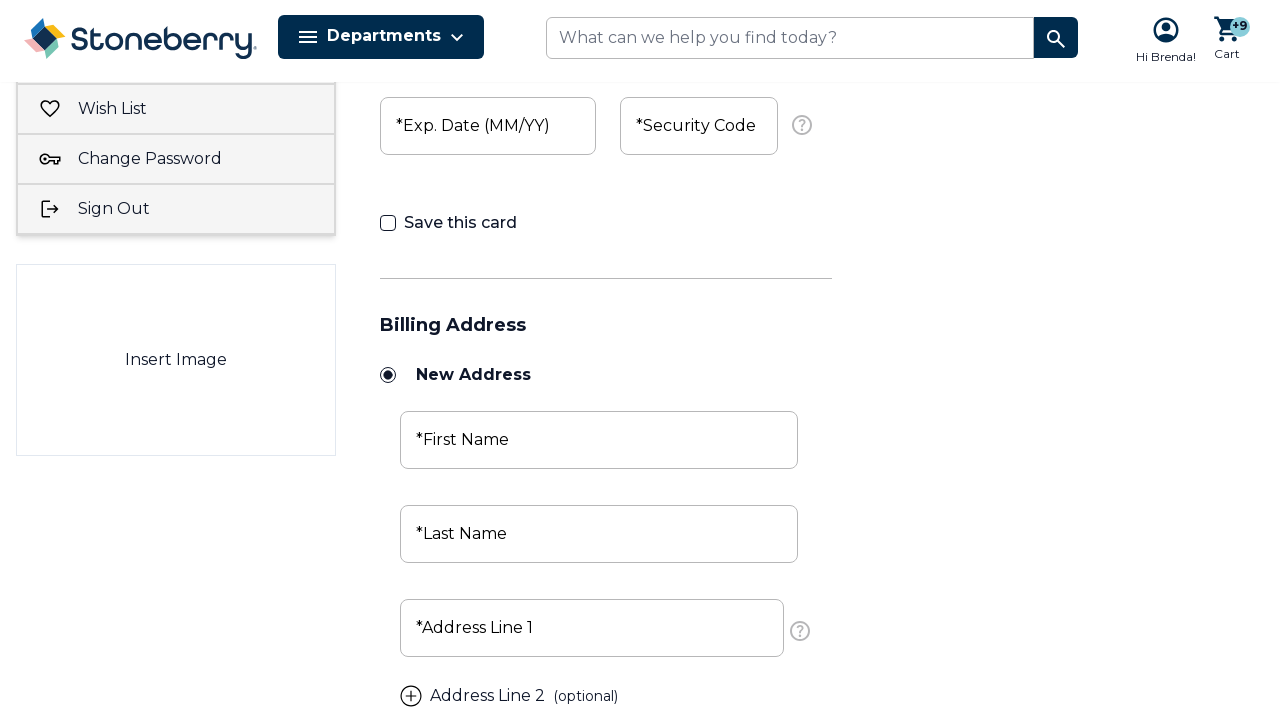 Stoneberry
Departments
What can we help you find today?
+9
Hi Brenda!
Cart
Wish List
Change Password
Sign Out
Insert Image
*Exp. Date (MM/YY)
*Security Code
Save this card
Billing Address
New Address
*First Name
*Last Name
*Address Line 1
Address Line 2 (optional)